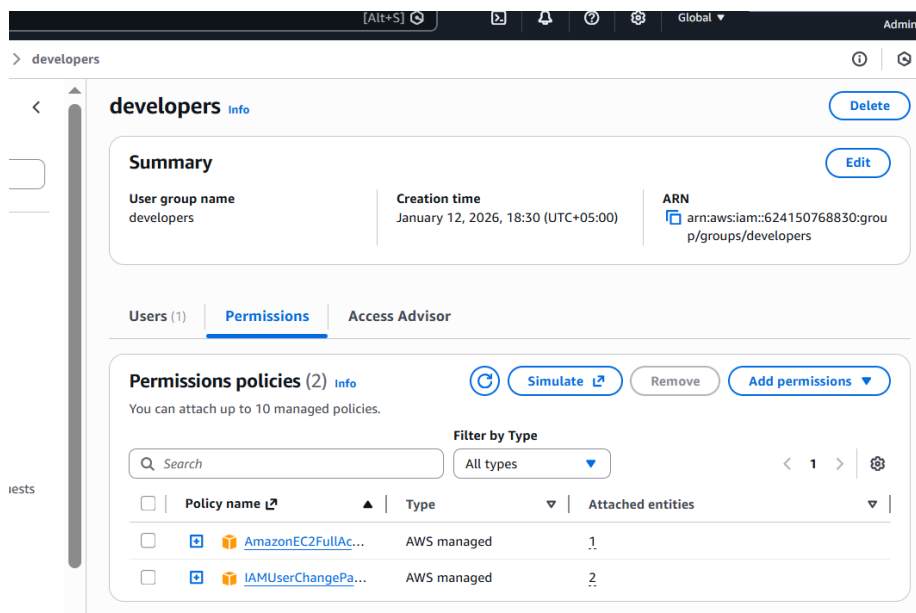 [Alt+S]
Global
Admin
developers
developers Info
Delete
Summary
Edit
User group name
developers
Creation time
January 12, 2026, 18:30 (UTC+05:00)
ARN
arn:aws:iam::624150768830:grou
p/groups/developers
Users (1)
Permissions
Access Advisor
Permissions policies (2) Info
Simulate
Remove
Add permissions
You can attach up to 10 managed policies.
Filter by Type
Search
All types
1
uests
Policy name
Type
Attached entities
AmazonEC2FullAc...
AWS managed
1
IAMUserChangePa...
AWS managed
2